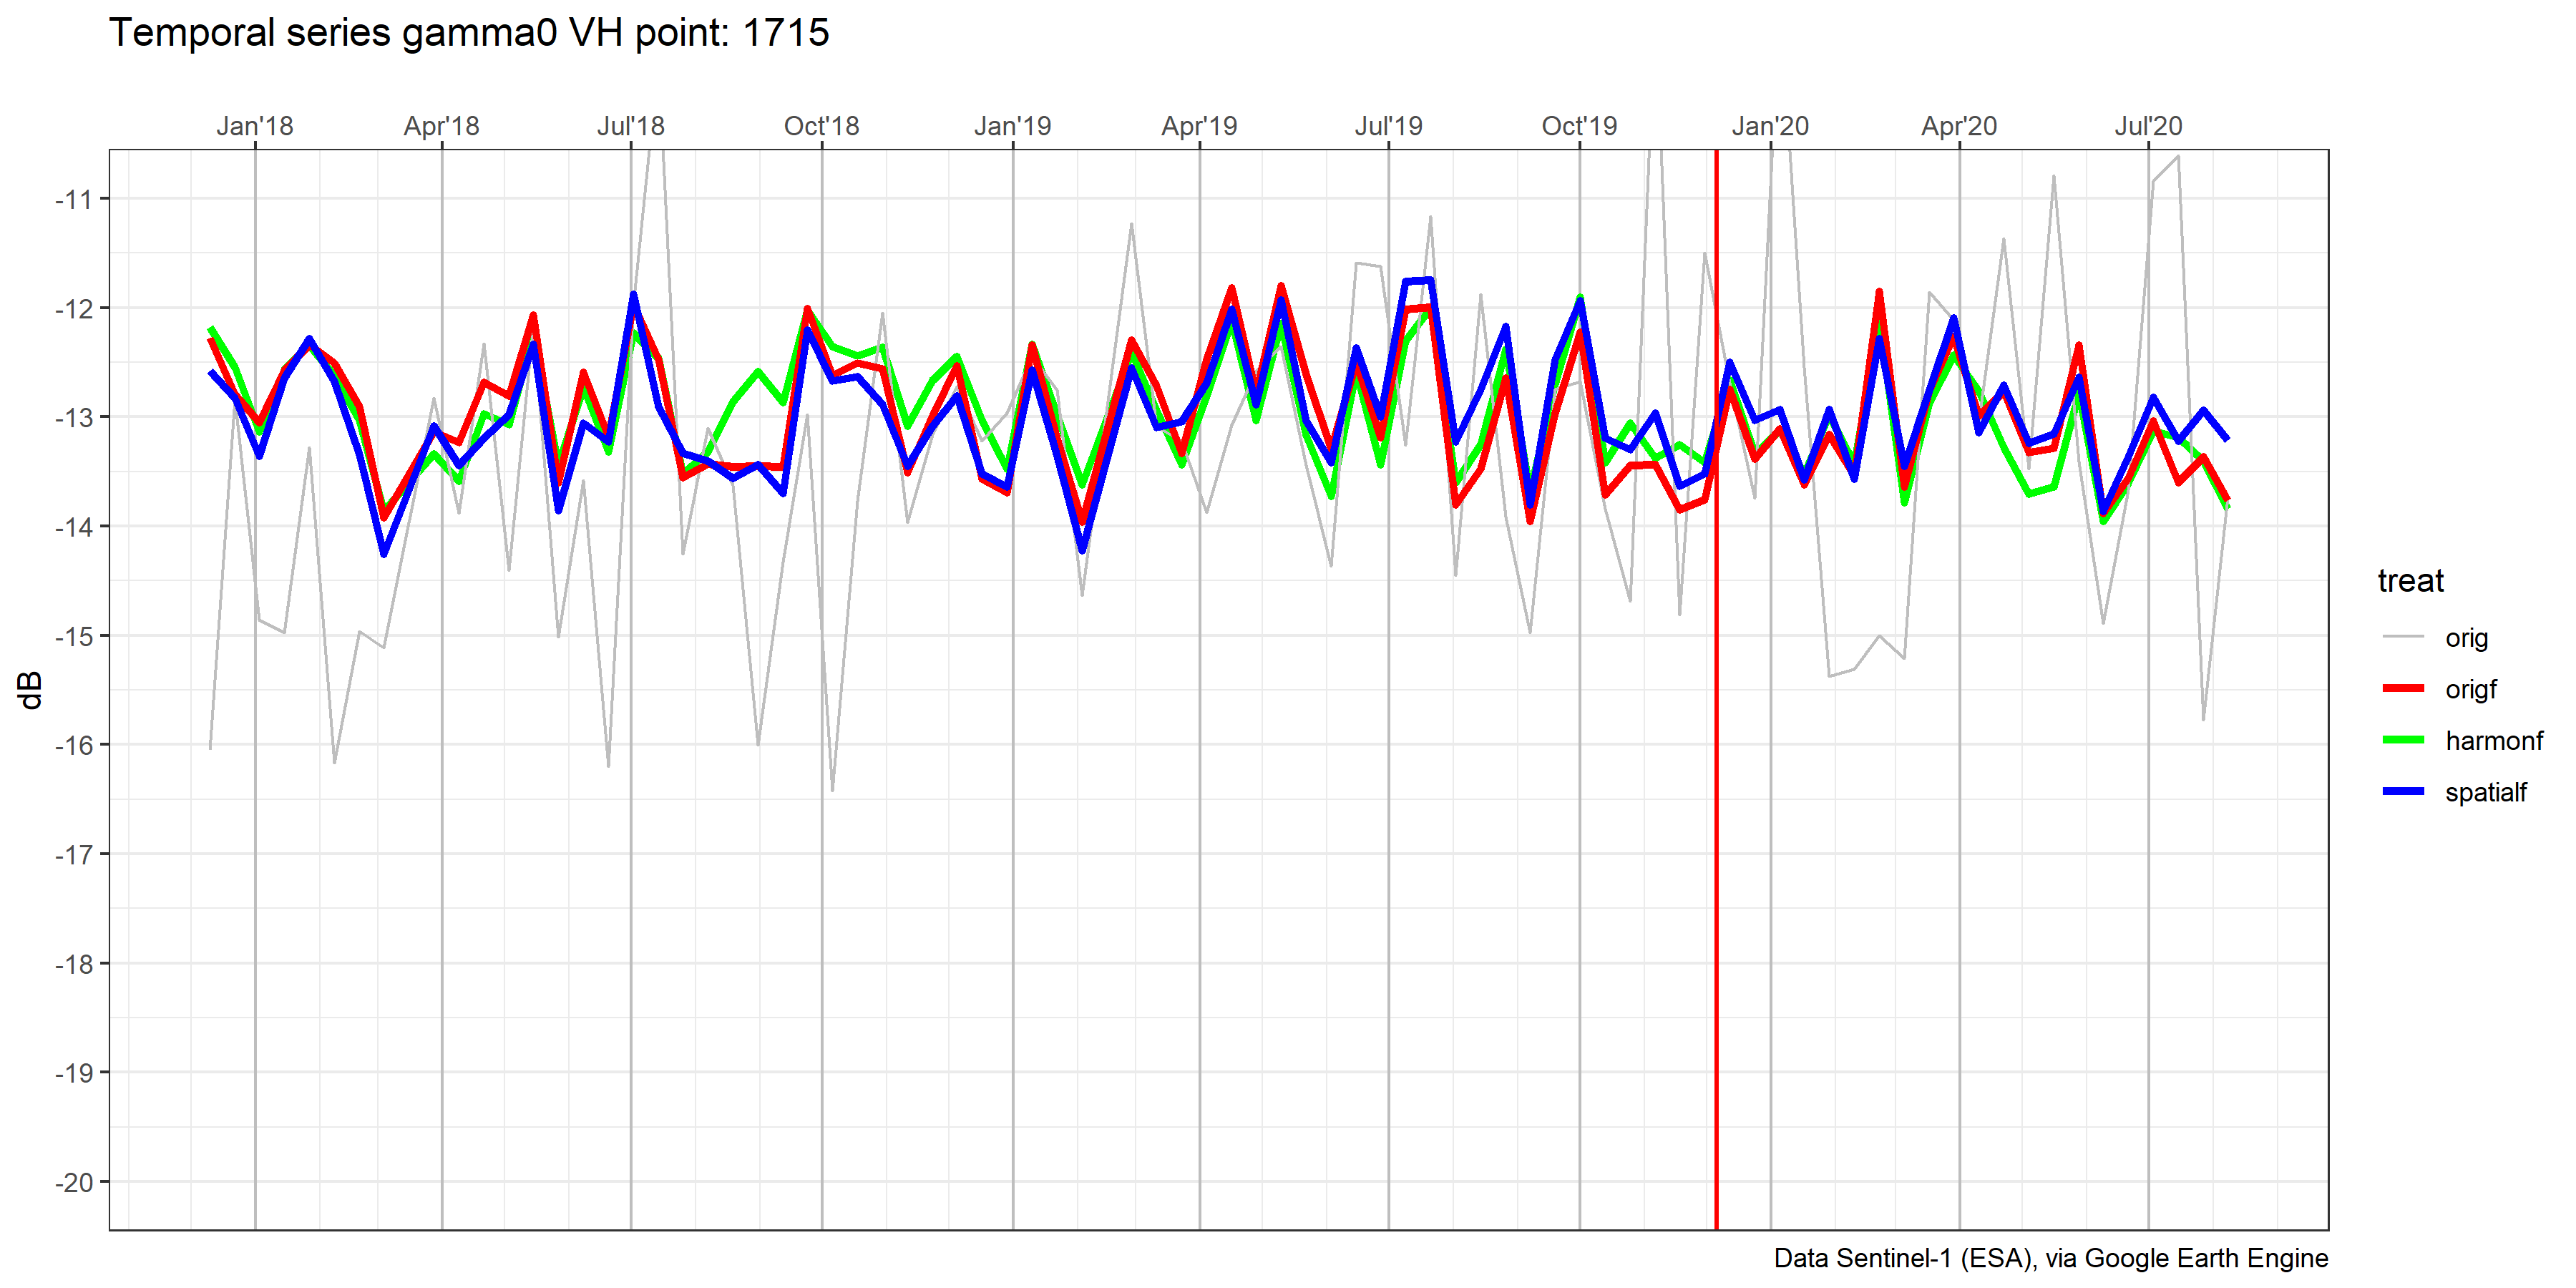 Temporal series gamma0 VH point: 1715
Jan'18 Apr'18 Jul'18 Oct'18 Jan'19 Apr'19 Jul'19 Oct'19 Jan'20 Apr'20 Jul'20
-11
-12
-13
-14
-15
-16
-17
-18
-19
-20
dB
treat
orig
origf
harmonf
spatialf
Data Sentinel-1 (ESA), via Google Earth Engine